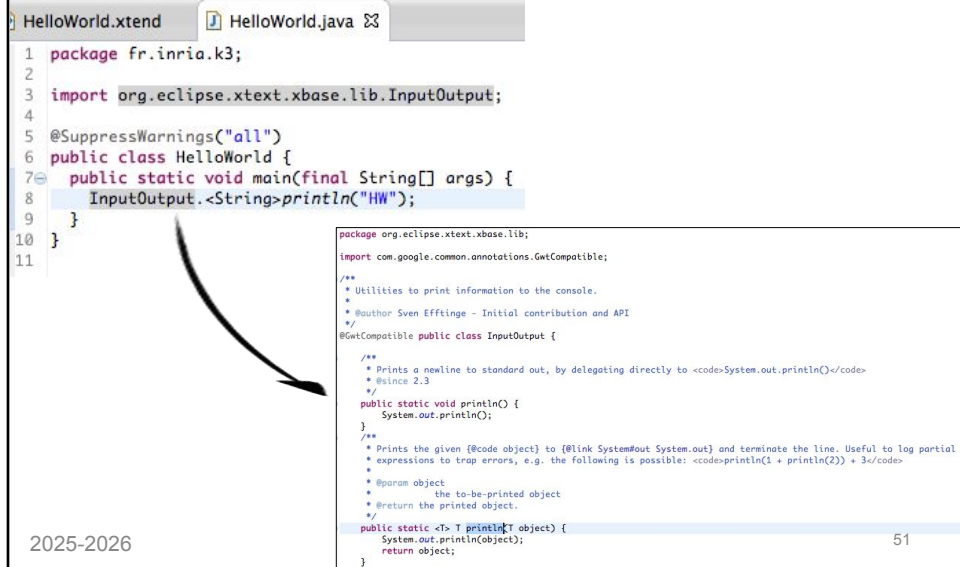 HelloWorld.xtend
HelloWorld.java
1 package fr.inria.k3;
2
3 import org.eclipse.xtext.xbase.lib.InputOutput;
4
5 @SuppressWarnings("all")
6 public class HelloWorld {
7 public static void main(final String[] args) {
8 InputOutput.<String>println("HW");
9 }
10 }
11
package org.eclipse.xtext.xbase.lib;
import com.google.common.annotations.GwtCompatible;
/**
* Utilities to print information to the console.
*
* @author Sven Efftinge - Initial contribution and API
*/
@GwtCompatible public class InputOutput {
/**
* Prints a newline to standard out, by delegating directly to <code>System.out.println()</code>
* @since 2.3
*/
public static void println() {
System.out.println();
}
/**
* Prints the given {@code object} to {@link System#out System.out} and terminate the line. Useful to log partial
* expressions to trap errors, e.g. the following is possible: <code>println(1 + println(2)) + 3</code>
*
* @param object
* the to-be-printed object
* @return the printed object.
*/
public static <T> T println(T object) {
System.out.println(object);
return object;
}
2025-2026
51